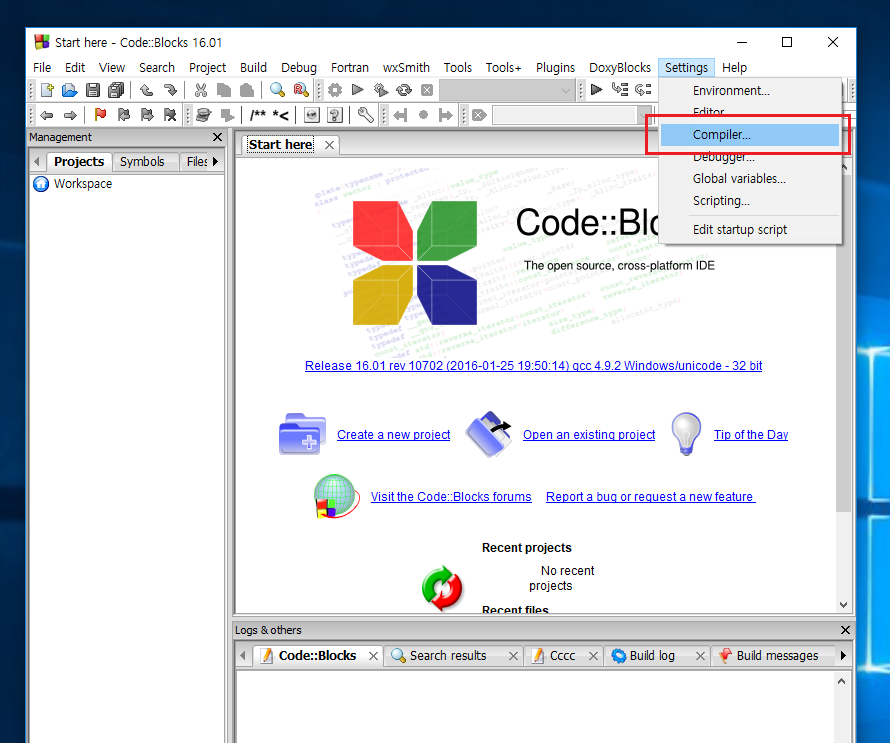 Start here - Code::Blocks 16.01
File Edit View Search Project Build Debug Fortran wxSmith Tools Tools+ Plugins DoxyBlocks Settings Help
Environment...
Editor...
/** *<
Compiler...
Management
Start here
Debugger...
Projects Symbols Files
Global variables...
Workspace
Scripting...
Edit startup script
Code::Blo
The open source, cross-platform IDE
Release 16.01 rev 10702 (2016-01-25 19:50:14) gcc 4.9.2 Windows/unicode - 32 bit
Create a new project Open an existing project Tip of the Day
Visit the Code::Blocks forums Report a bug or request a new feature
Recent projects
No recent
projects
Recent files
Logs & others
Code::Blocks Search results Cccc Build log Build messages